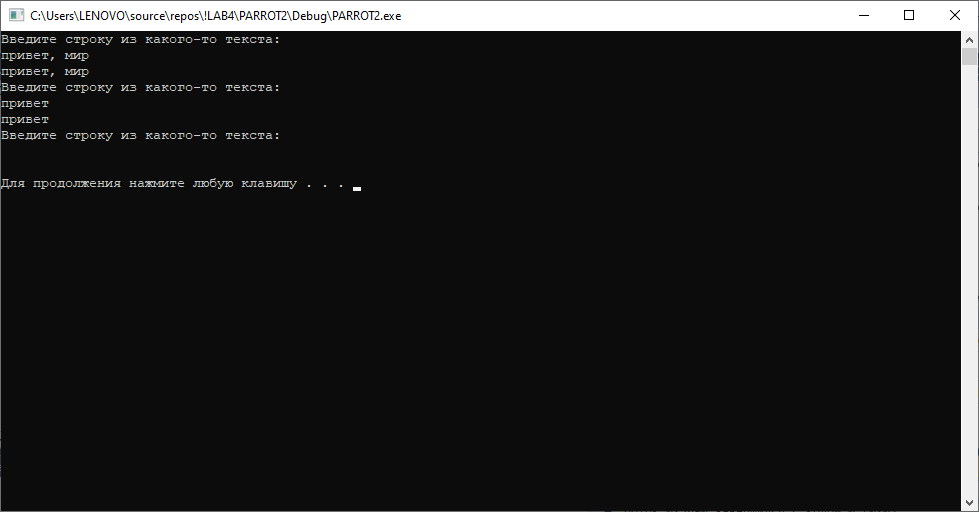 C:\Users\LENOVO\source\repos\!LAB4\PARROT2\Debug\PARROT2.exe
Введите строку из какого-то текста:
привет, мир
привет, мир
Введите строку из какого-то текста:
привет
привет
Введите строку из какого-то текста:
Для продолжения нажмите любую клавишу . . .